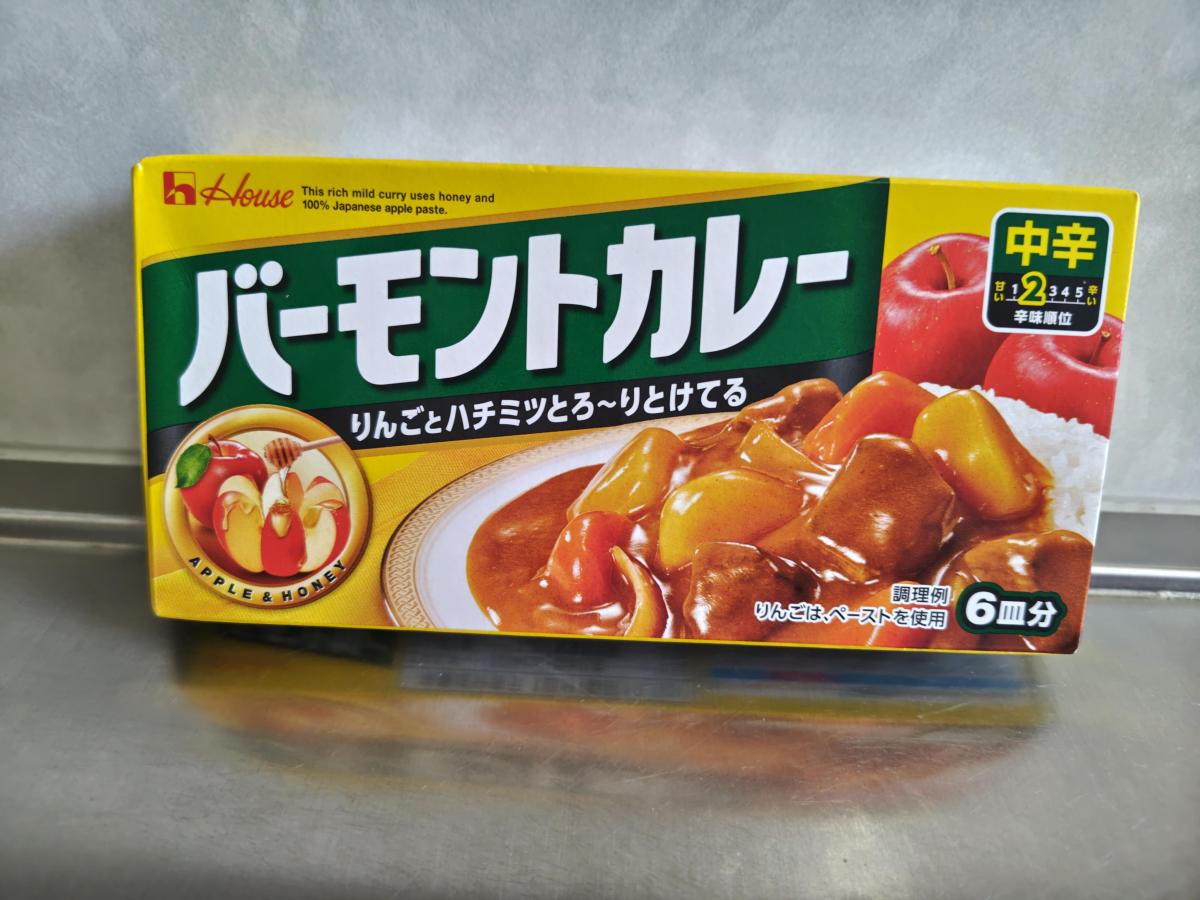 House
This rich mild curry uses honey and
100% Japanese apple paste.
バーモントカレー
りんごとハチミツとろ～りとけてる
中辛
甘い 1 2 3 4 5 辛い
辛味順位
APPLE & HONEY
調理例
りんごは、ペーストを使用
6皿分